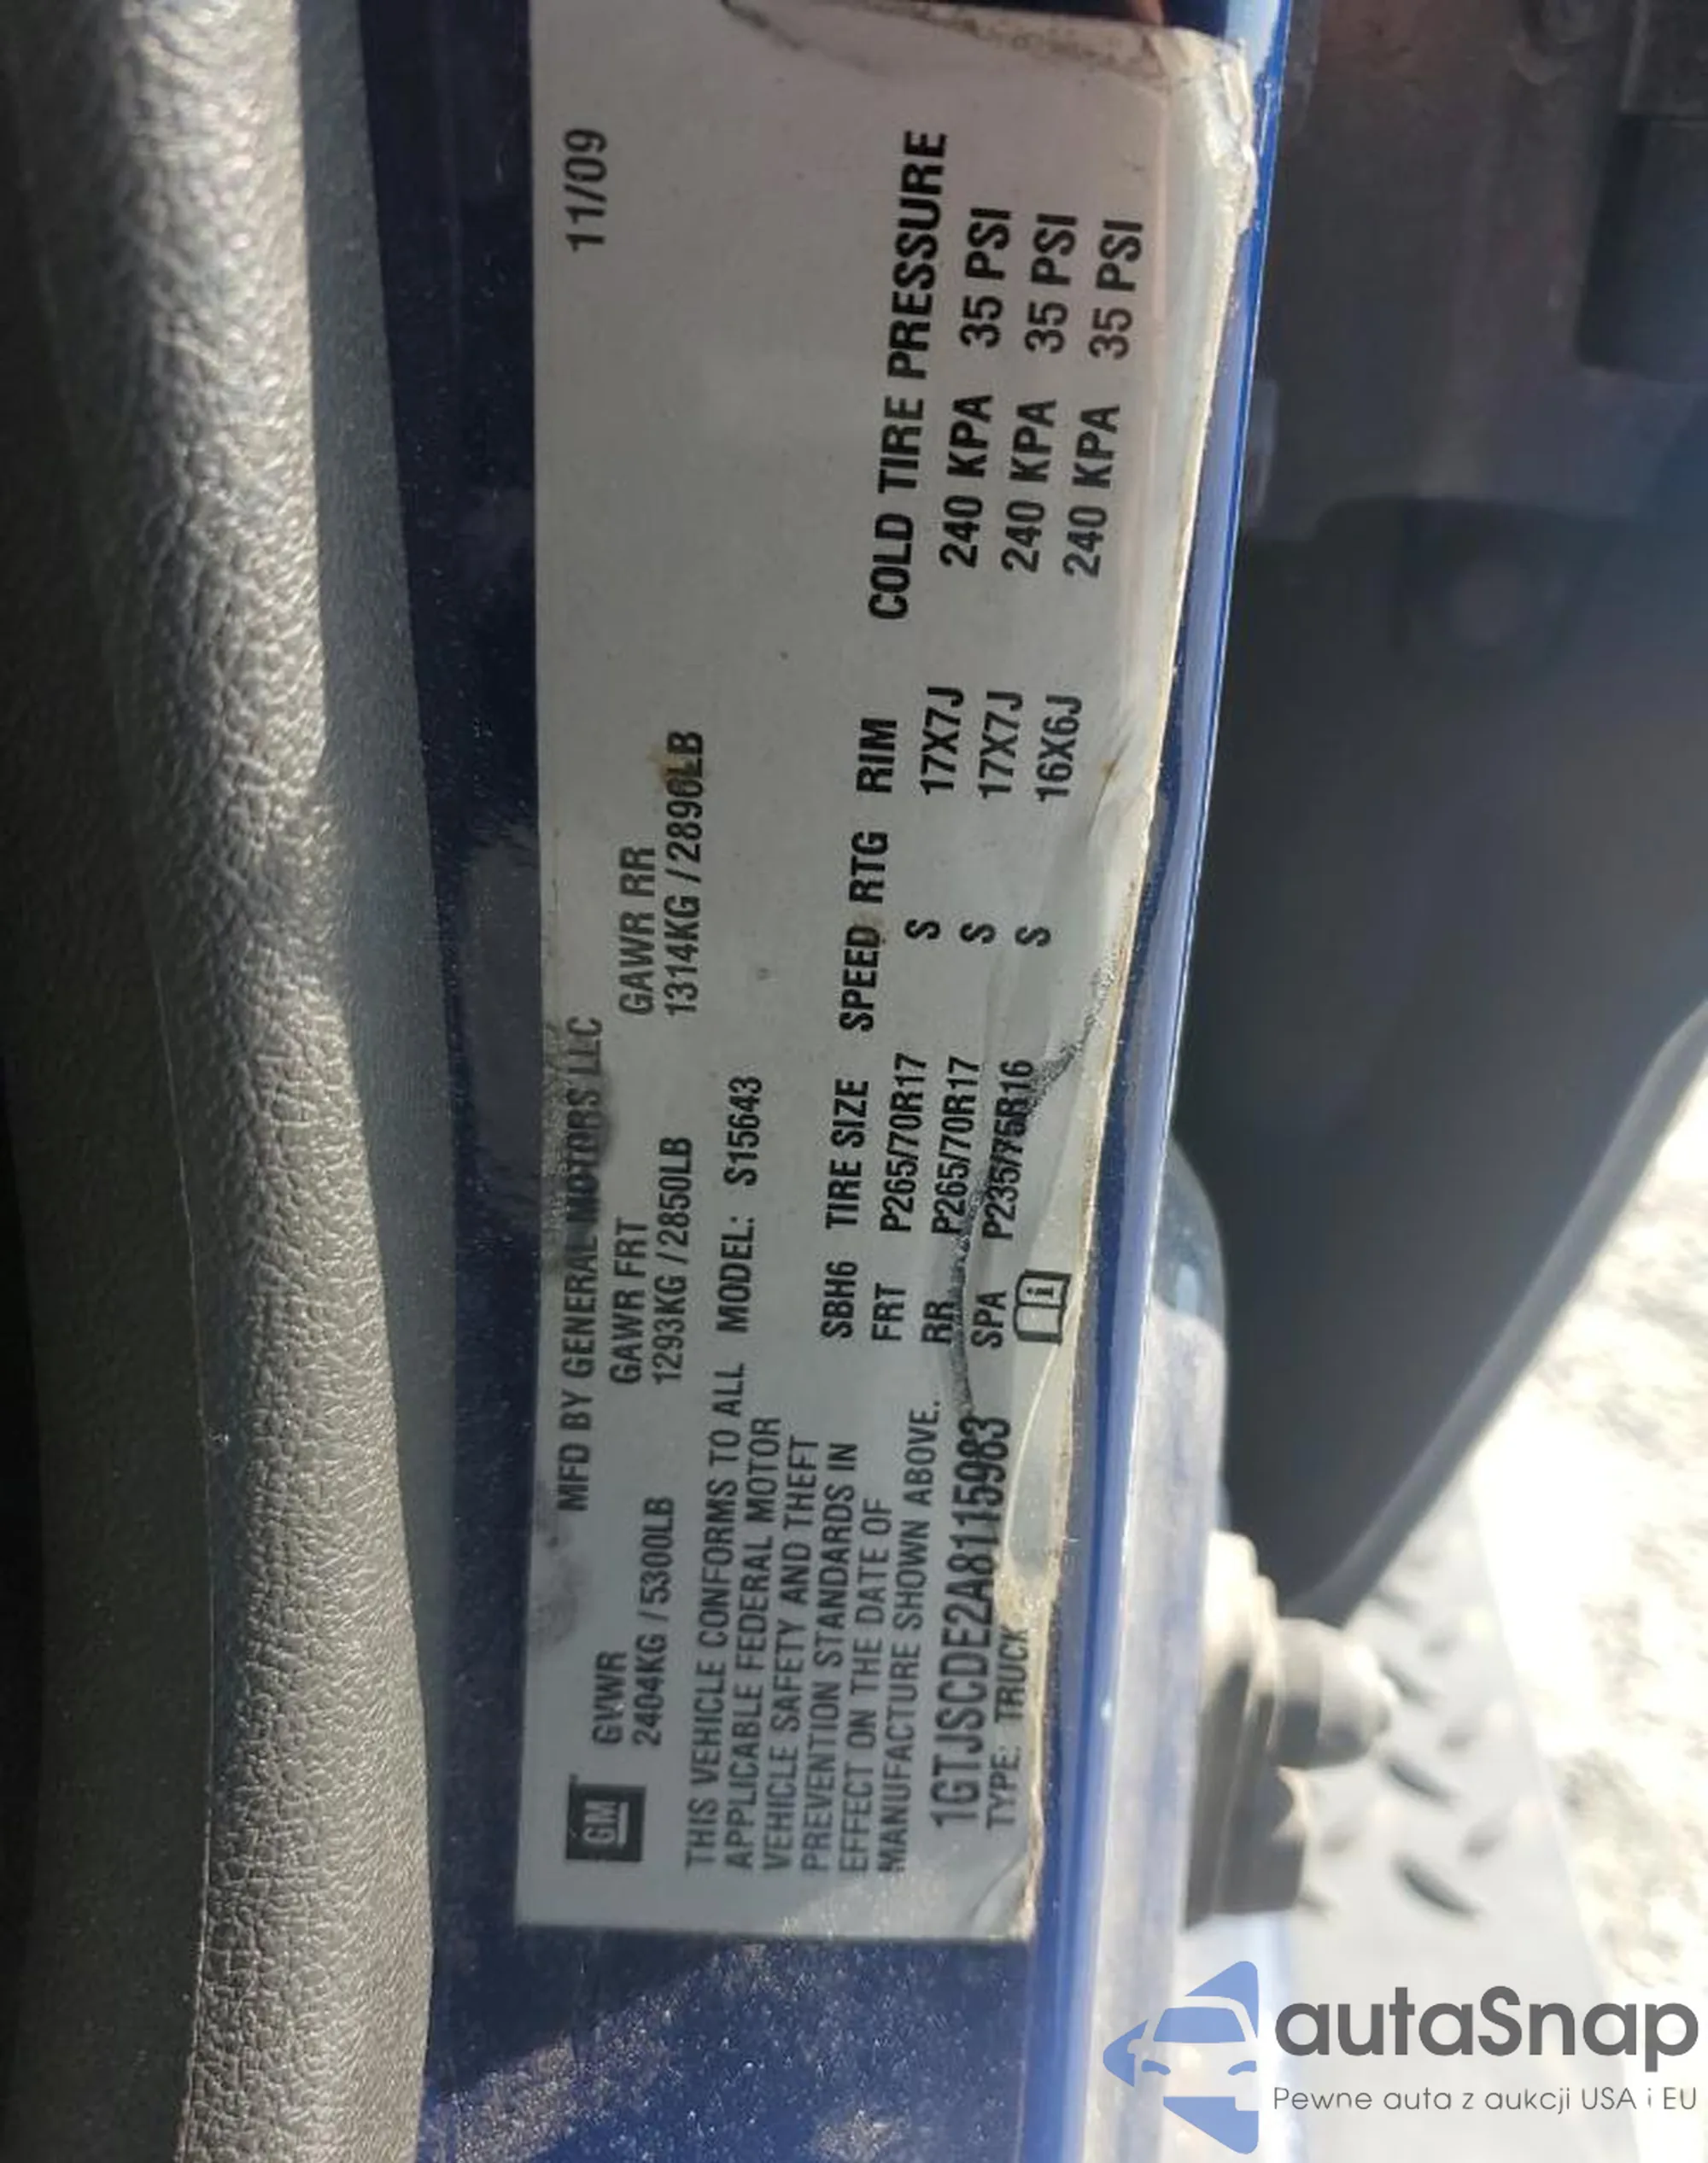 MFD BY GENERAL MOTORS LLC 11/09
GM
GVWR GAWR FRT GAWR RR
2404KG / 5300LB 1293KG / 2850LB 1314KG / 2896LB
THIS VEHICLE CONFORMS TO ALL MODEL: S15643
APPLICABLE FEDERAL MOTOR
VEHICLE SAFETY AND THEFT
PREVENTION STANDARDS IN
EFFECT ON THE DATE OF
MANUFACTURE SHOWN ABOVE.
1GTJSCDE2A8115983
TYPE: TRUCK
SBH6 TIRE SIZE SPEED RTG RIM COLD TIRE PRESSURE
FRT P265/70R17 S 17X7J 240 KPA 35 PSI
RR P265/70R17 S 17X7J 240 KPA 35 PSI
SPA P235/75R16 S 16X6J 240 KPA 35 PSI
i
autaSnap
Pewne auta z aukcji USA i EU